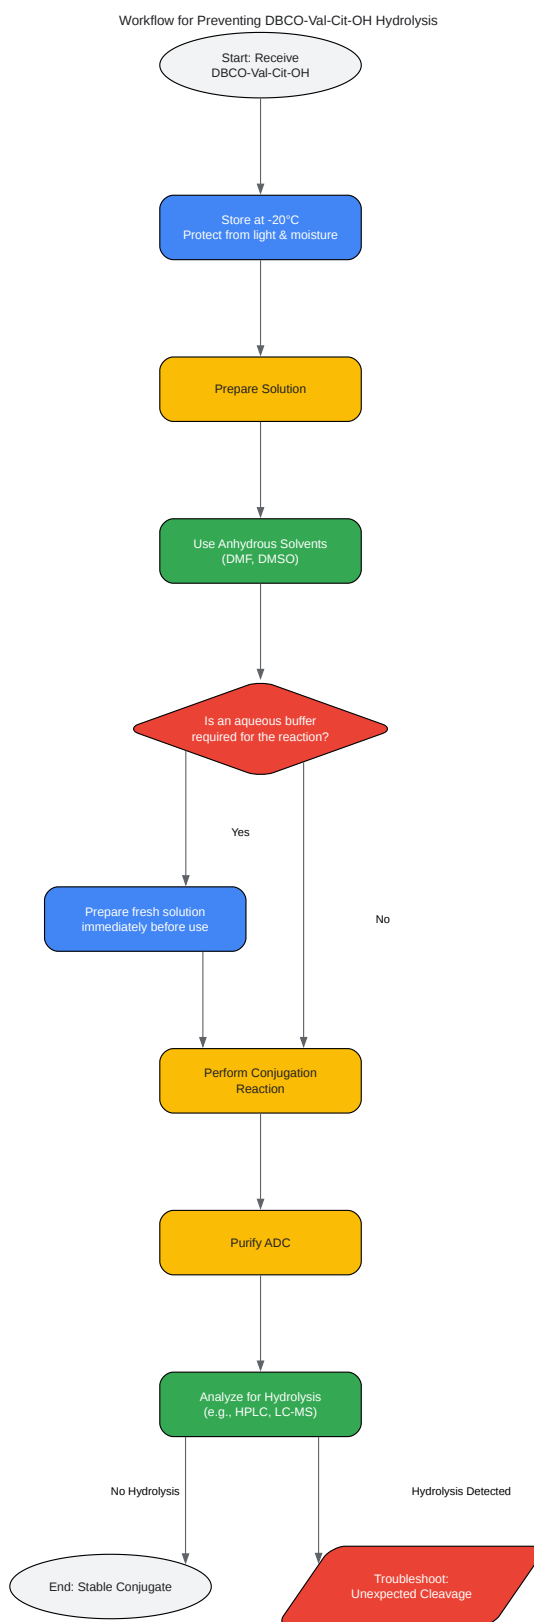 Workflow for Preventing DBCO-Val-Cit-OH Hydrolysis
Start: Receive
DBCO-Val-Cit-OH
Store at -20°C
Protect from light & moisture
Prepare Solution
Use Anhydrous Solvents
(DMF, DMSO)
Is an aqueous buffer
required for the reaction?
Yes
Prepare fresh solution
immediately before use
No
Perform Conjugation
Reaction
Purify ADC
Analyze for Hydrolysis
(e.g., HPLC, LC-MS)
No Hydrolysis
Hydrolysis Detected
End: Stable Conjugate
Troubleshoot:
Unexpected Cleavage